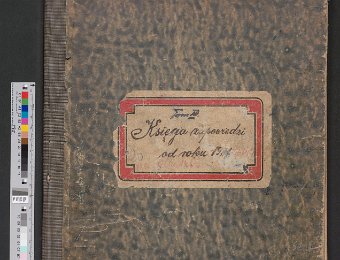 Tom
Księga zapowiedzi
od roku